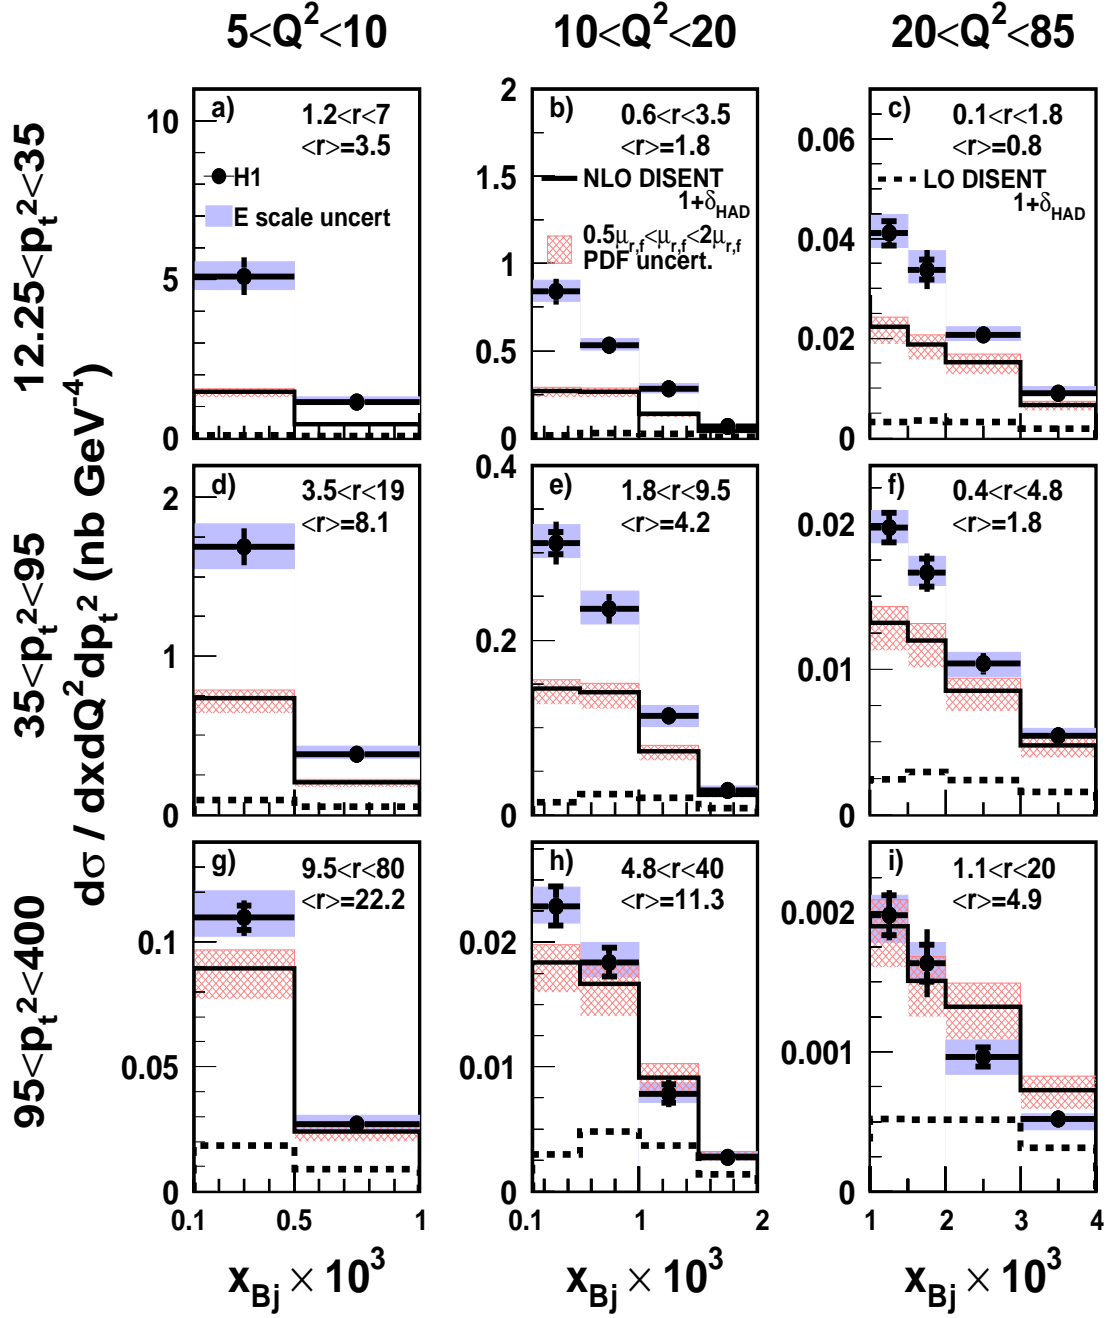 5<Q²<10
10<Q²<20
20<Q²<85
12.25<pₜ²<35
35<pₜ²<95
95<pₜ²<400
dσ / dxdQ²dpₜ² (nb GeV⁻⁴)
a)
1.2<r<7
<r>=3.5
H1
E scale uncert
10
5
0
b)
0.6<r<3.5
<r>=1.8
NLO DISENT
1+δ_HAD
0.5μ_r,f<μ_r,f<2μ_r,f
PDF uncert.
2
1.5
1
0.5
0
c)
0.1<r<1.8
<r>=0.8
LO DISENT
1+δ_HAD
0.06
0.04
0.02
0
d)
3.5<r<19
<r>=8.1
2
1
0
e)
1.8<r<9.5
<r>=4.2
0.4
0.2
0
f)
0.4<r<4.8
<r>=1.8
0.02
0.01
0
g)
9.5<r<80
<r>=22.2
0.1
0.05
0
h)
4.8<r<40
<r>=11.3
0.02
0.01
0
i)
1.1<r<20
<r>=4.9
0.002
0.001
0
0.1 0.5 1
0.1 1 2
1 2 3 4
x_Bj × 10³
x_Bj × 10³
x_Bj × 10³